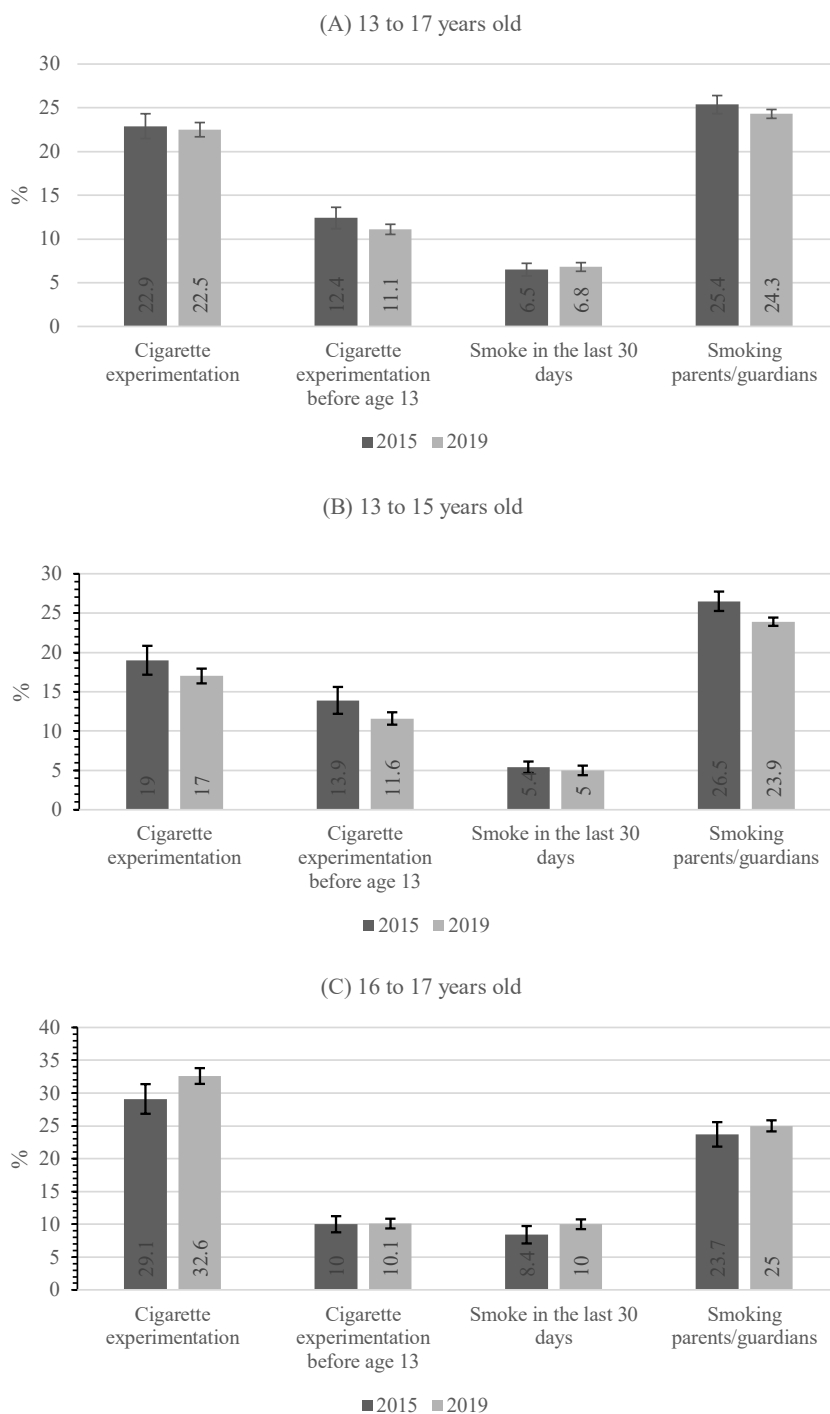 (A) 13 to 17 years old
30
25
20
15
10
5
0
%
22.9
22.5
12.4
11.1
6.5
6.8
25.4
24.3
Cigarette
experimentation
Cigarette
experimentation
before age 13
Smoke in the last 30
days
Smoking
parents/guardians
2015 2019
(B) 13 to 15 years old
30
25
20
15
10
5
0
%
19
17
13.9
11.6
5.4
5
26.5
23.9
Cigarette
experimentation
Cigarette
experimentation
before age 13
Smoke in the last 30
days
Smoking
parents/guardians
2015 2019
(C) 16 to 17 years old
40
35
30
25
20
15
10
5
0
%
29.1
32.6
10
10.1
8.4
10
23.7
25
Cigarette
experimentation
Cigarette
experimentation
before age 13
Smoke in the last 30
days
Smoking
parents/guardians
2015 2019